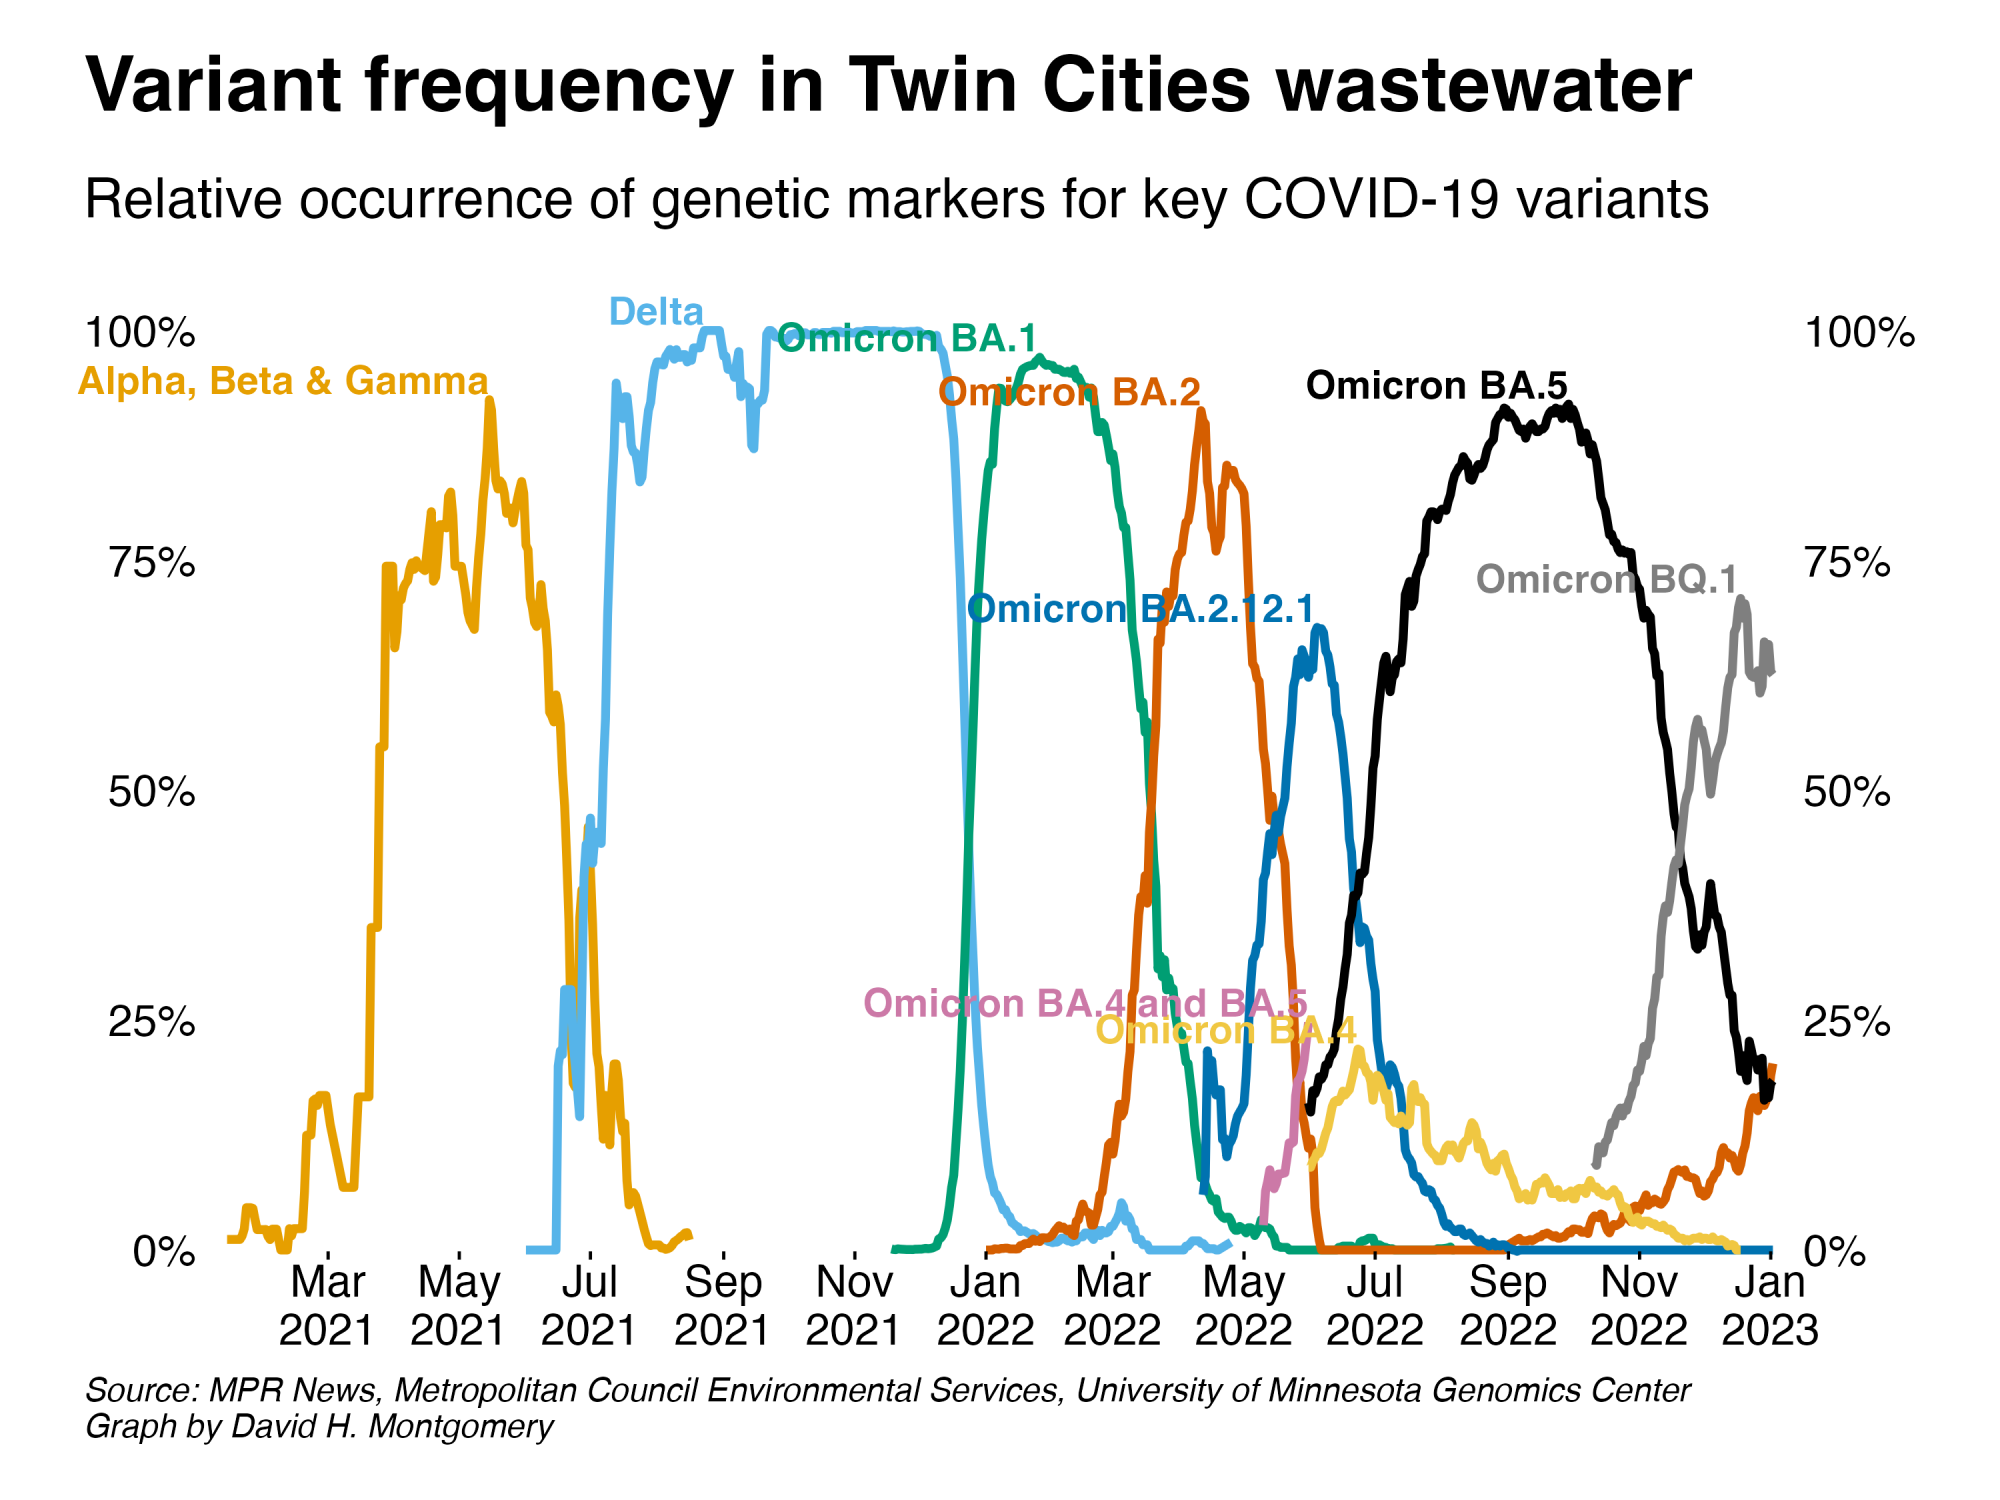 Variant frequency in Twin Cities wastewater
Relative occurrence of genetic markers for key COVID-19 variants
Delta
100%
Omicron BA.1
100%
Alpha, Beta & Gamma
Omicron BA.2
Omicron BA.5
75%
Omicron BQ.1
75%
Omicron BA.2.12.1
50%
50%
Omicron BA.4 and BA.5
25%
Omicron BA.4
25%
0%
0%
Mar May Jul Sep Nov Jan Mar May Jul Sep Nov Jan
2021 2021 2021 2021 2021 2022 2022 2022 2022 2022 2022 2023
Source: MPR News, Metropolitan Council Environmental Services, University of Minnesota Genomics Center
Graph by David H. Montgomery